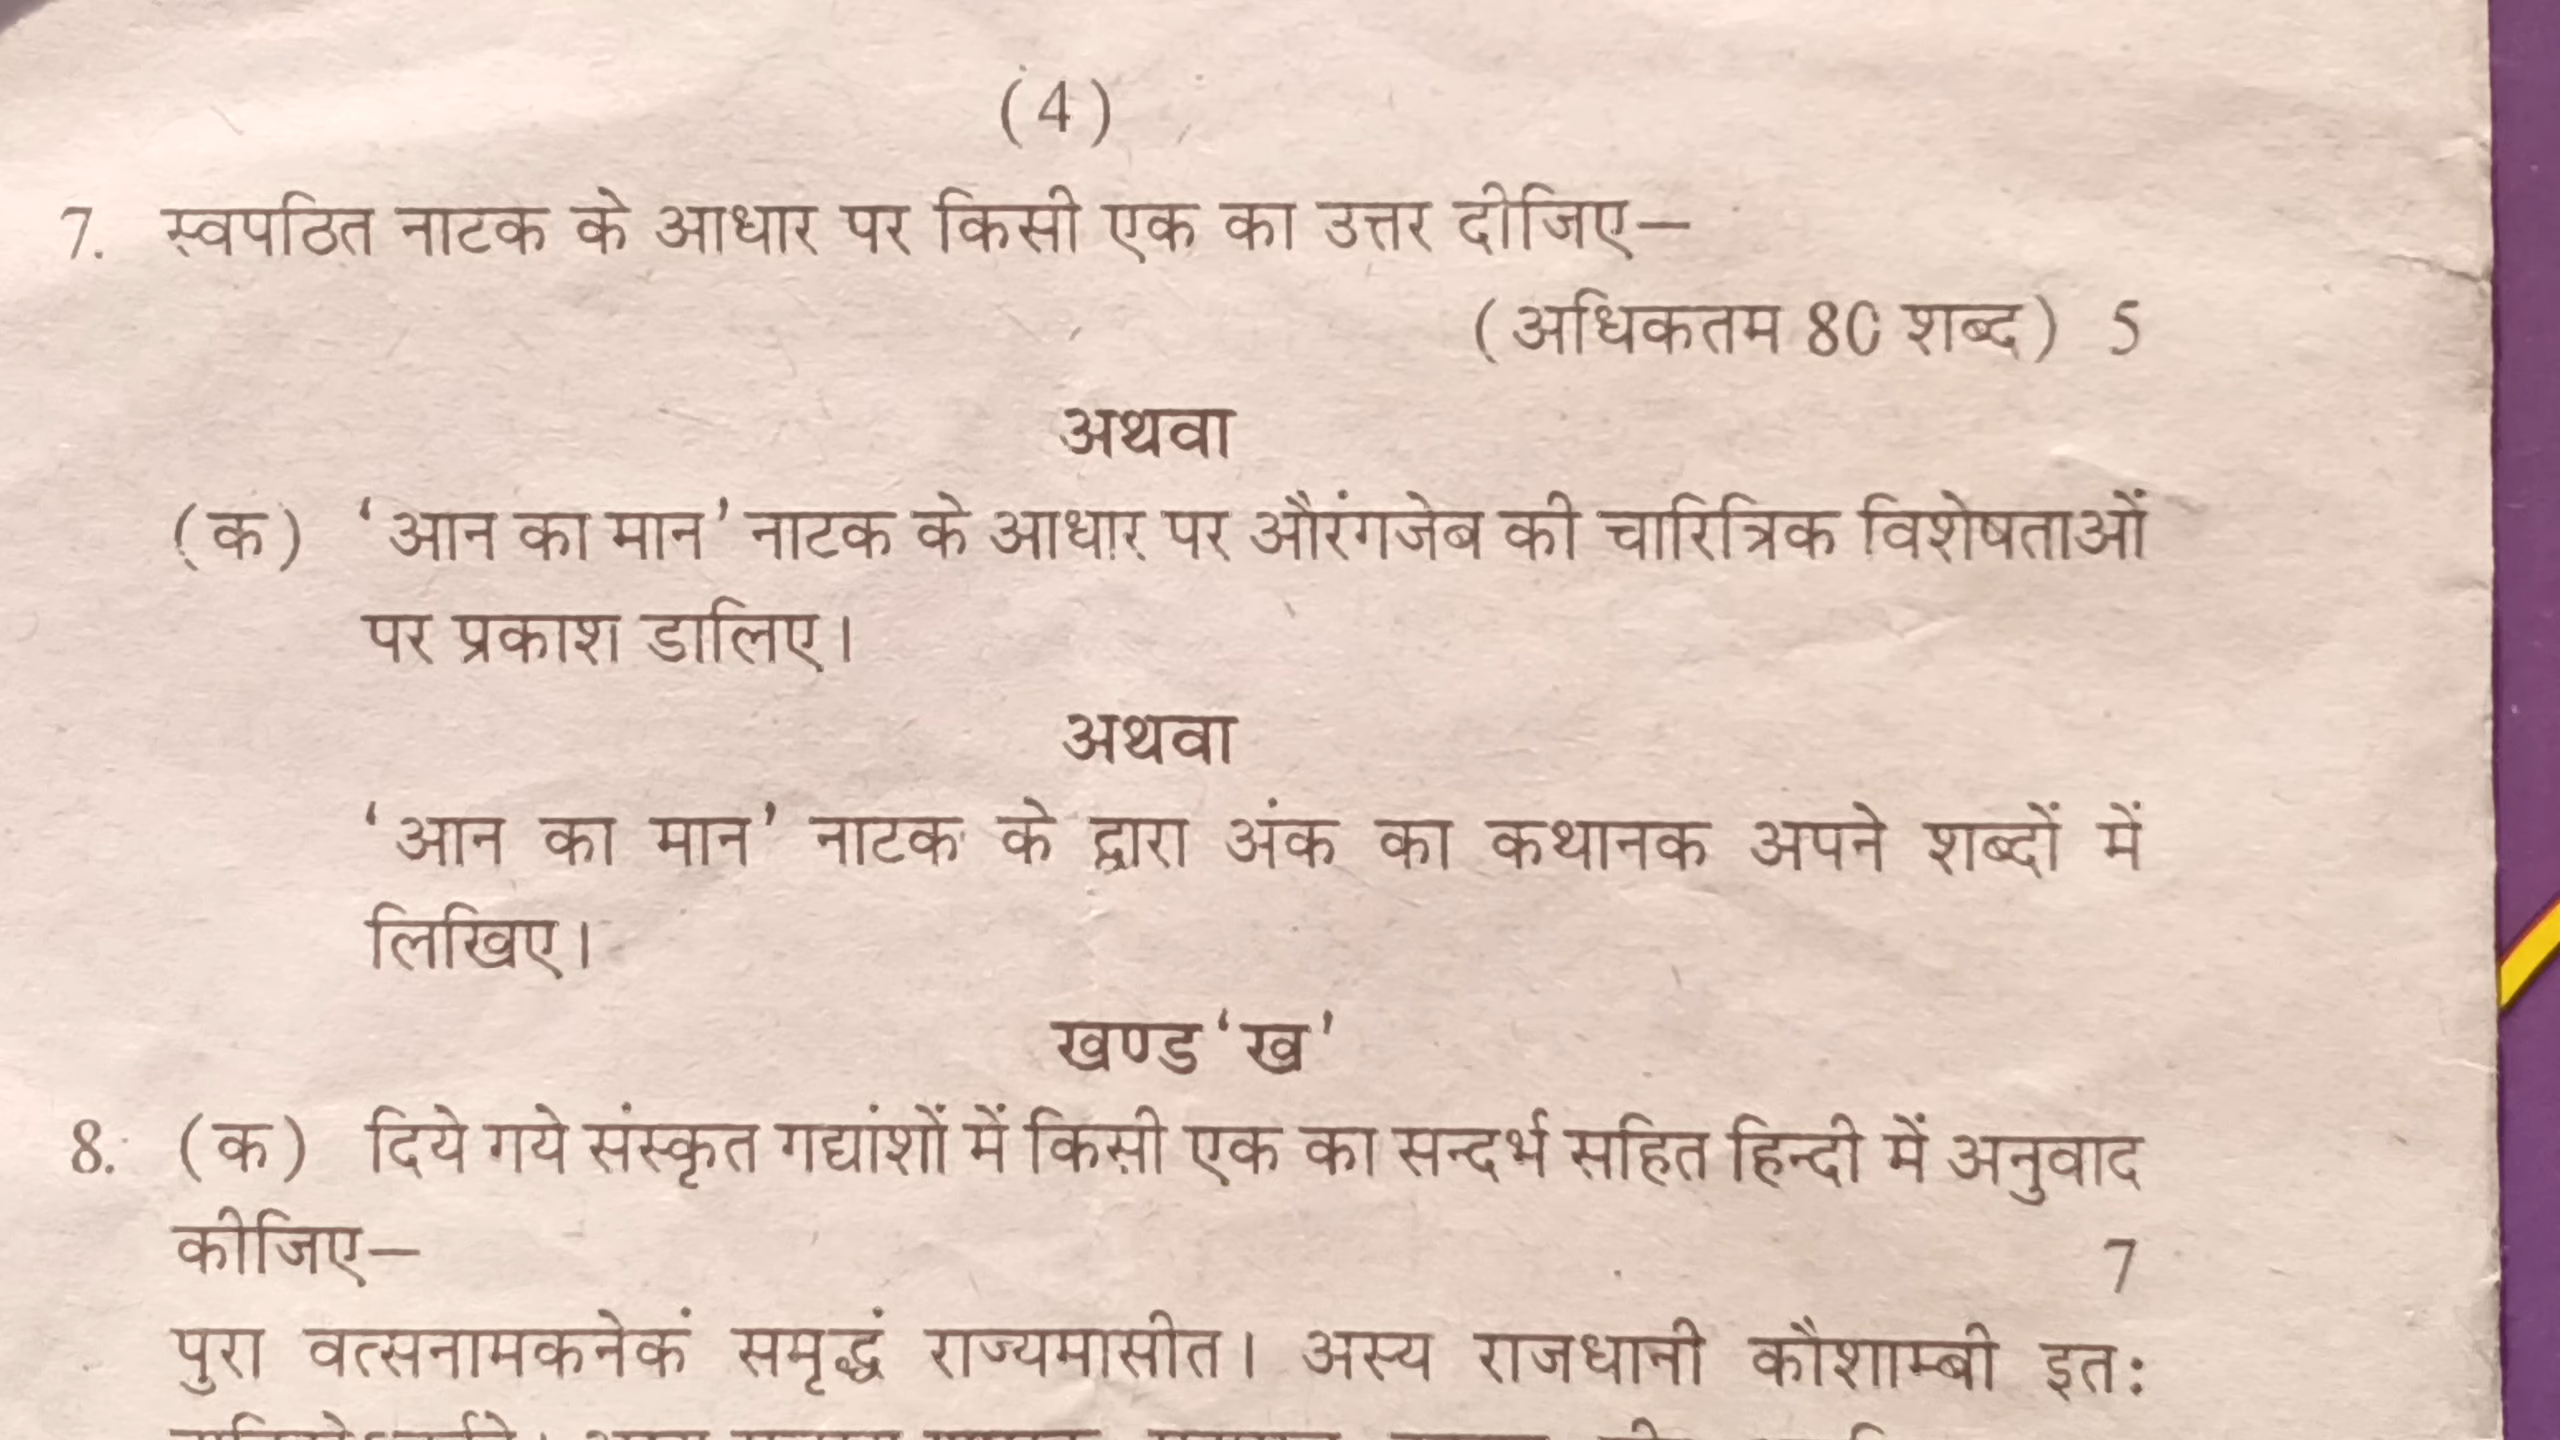 (4)
7. स्वपठित नाटक के आधार पर किसी एक का उत्तर दीजिए—
(अधिकतम 80 शब्द) 5
अथवा
(क) 'आन का मान' नाटक के आधार पर औरंगजेब की चारित्रिक विशेषताओं
पर प्रकाश डालिए।
अथवा
'आन का मान' नाटक के द्वारा अंक का कथानक अपने शब्दों में
लिखिए।
खण्ड 'ख'
8. (क) दिये गये संस्कृत गद्यांशों में किसी एक का सन्दर्भ सहित हिन्दी में अनुवाद
कीजिए— 7
पुरा वत्सनामकनेकं समृद्धं राज्यमासीत। अस्य राजधानी कौशाम्बी इत: